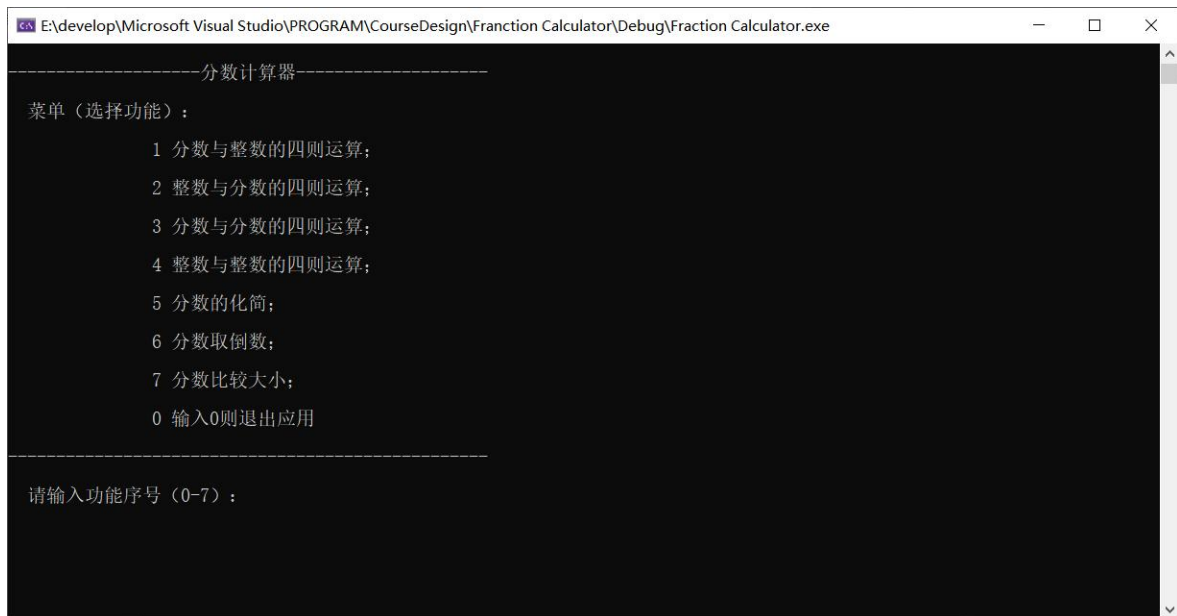 E:\develop\Microsoft Visual Studio\PROGRAM\CourseDesign\Franction Calculator\Debug\Fraction Calculator.exe
--------------------分数计算器--------------------
菜单（选择功能）：
1 分数与整数的四则运算；
2 整数与分数的四则运算；
3 分数与分数的四则运算；
4 整数与整数的四则运算；
5 分数的化简；
6 分数取倒数；
7 分数比较大小；
0 输入0则退出应用
--------------------------------------------------
请输入功能序号（0-7）：